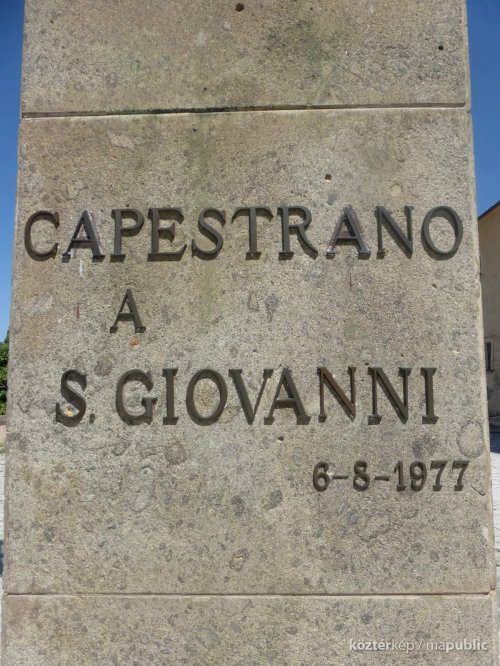 CAPESTRANO
A
S. GIOVANNI
6-8-1977
köztérkép / mapublic